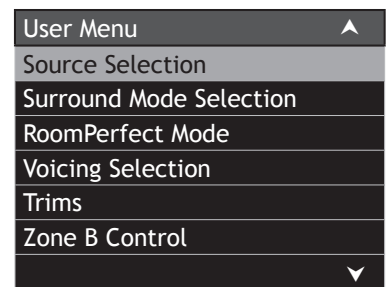 User Menu
Source Selection
Surround Mode Selection
RoomPerfect Mode
Voicing Selection
Trims
Zone B Control